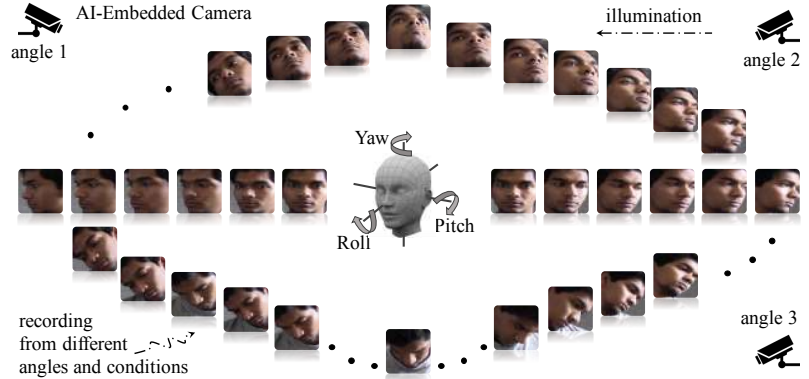 AI-Embedded Camera
illumination
angle 1
angle 2
Yaw
Roll
Pitch
recording
from different
angles and conditions
angle 3